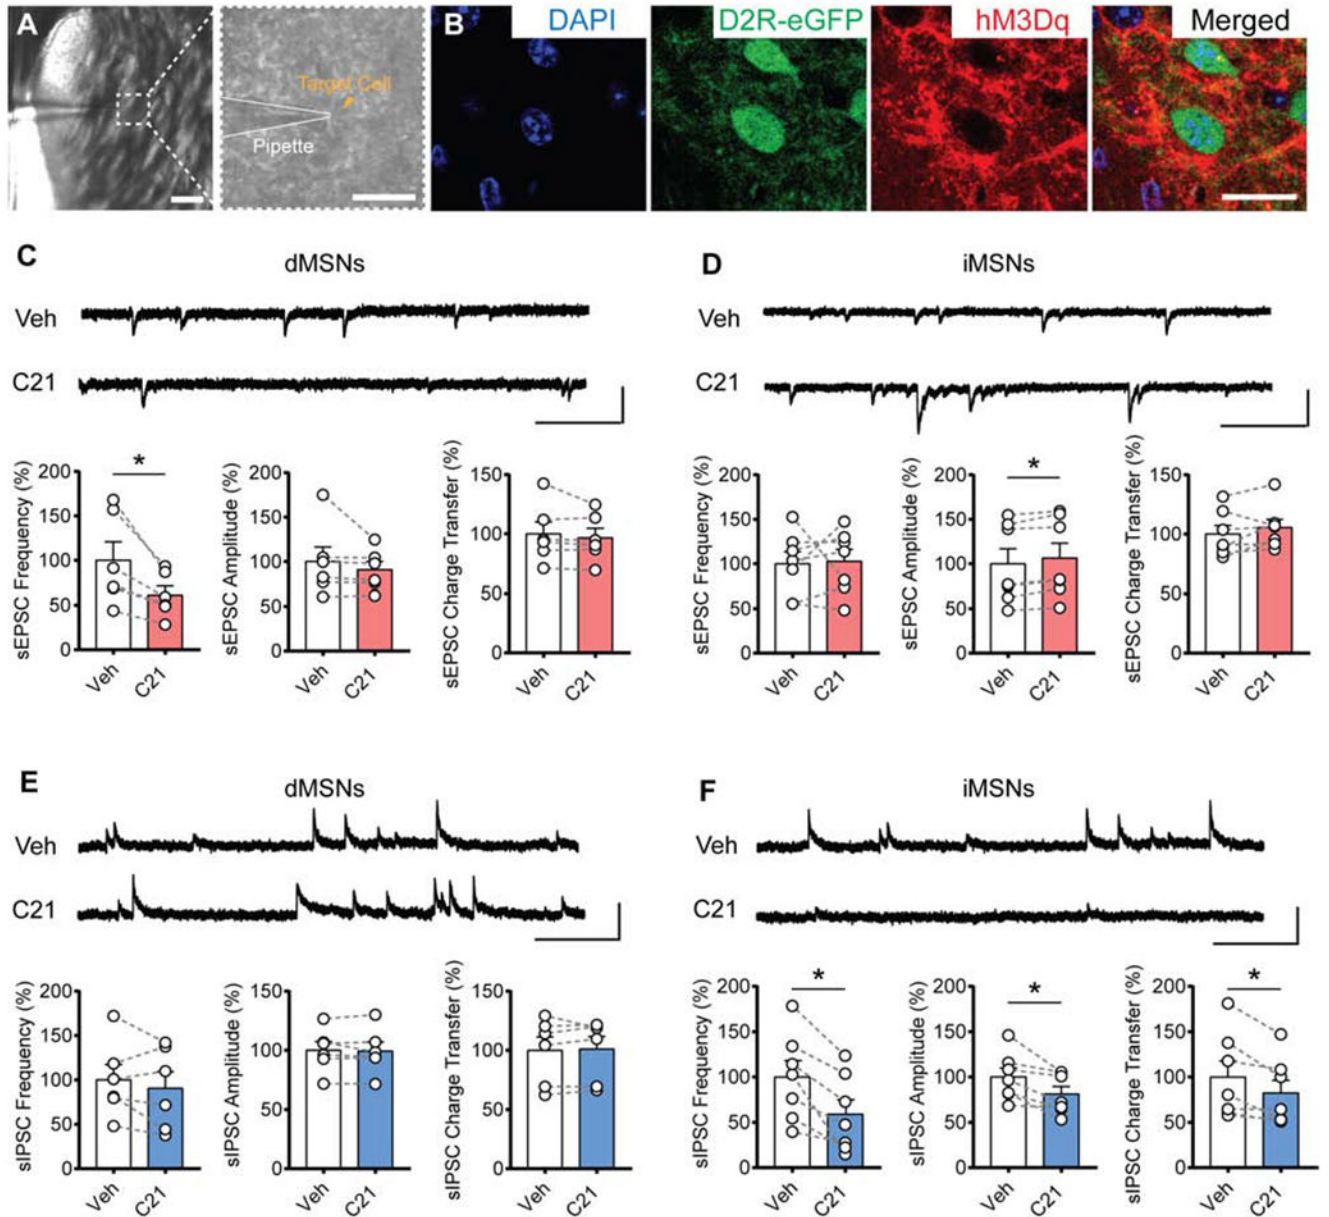 A
Target Cell
Pipette
B
DAPI
D2R-eGFP
hM3Dq
Merged
C
dMSNs
Veh
C21
sEPSC Frequency (%)
200
150
100
50
0
*
Veh
C21
sEPSC Amplitude (%)
200
150
100
50
0
Veh
C21
sEPSC Charge Transfer (%)
150
100
50
0
Veh
C21
D
iMSNs
Veh
C21
sEPSC Frequency (%)
200
150
100
50
0
Veh
C21
sEPSC Amplitude (%)
200
150
100
50
0
*
Veh
C21
sEPSC Charge Transfer (%)
150
100
50
0
Veh
C21
E
dMSNs
Veh
C21
sIPSC Frequency (%)
200
150
100
50
0
Veh
C21
sIPSC Amplitude (%)
150
100
50
0
Veh
C21
sIPSC Charge Transfer (%)
150
100
50
0
Veh
C21
F
iMSNs
Veh
C21
sIPSC Frequency (%)
200
150
100
50
0
*
Veh
C21
sIPSC Amplitude (%)
200
150
100
50
0
*
Veh
C21
sIPSC Charge Transfer (%)
200
150
100
50
0
*
Veh
C21